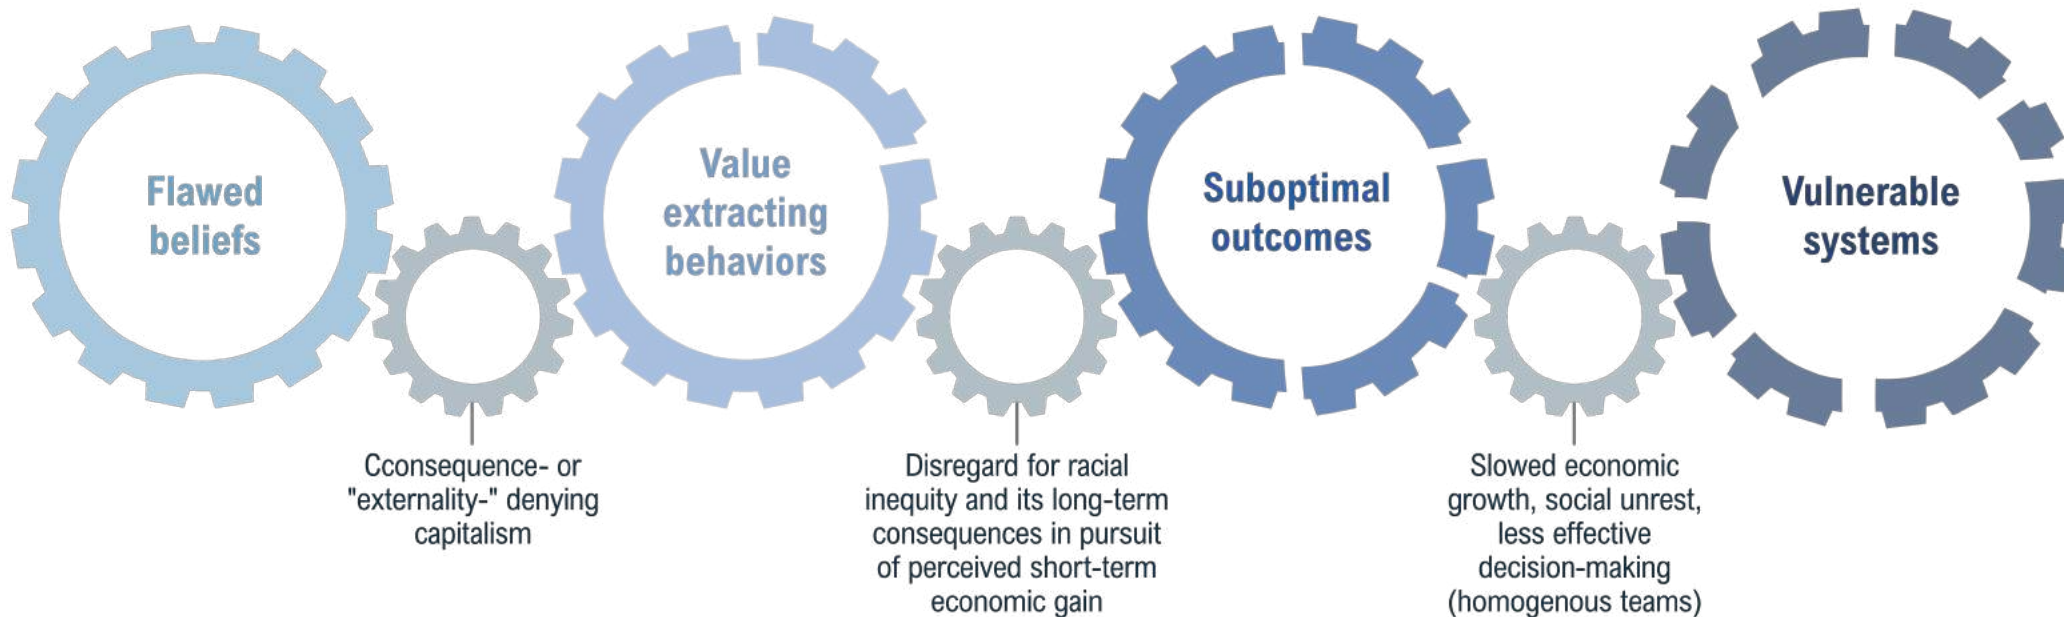 Flawed
beliefs
Value
extracting
behaviors
Suboptimal
outcomes
Vulnerable
systems
Cconsequence- or
"externality-" denying
capitalism
Disregard for racial
inequity and its long-term
consequences in pursuit
of perceived short-term
economic gain
Slowed economic
growth, social unrest,
less effective
decision-making
(homogenous teams)